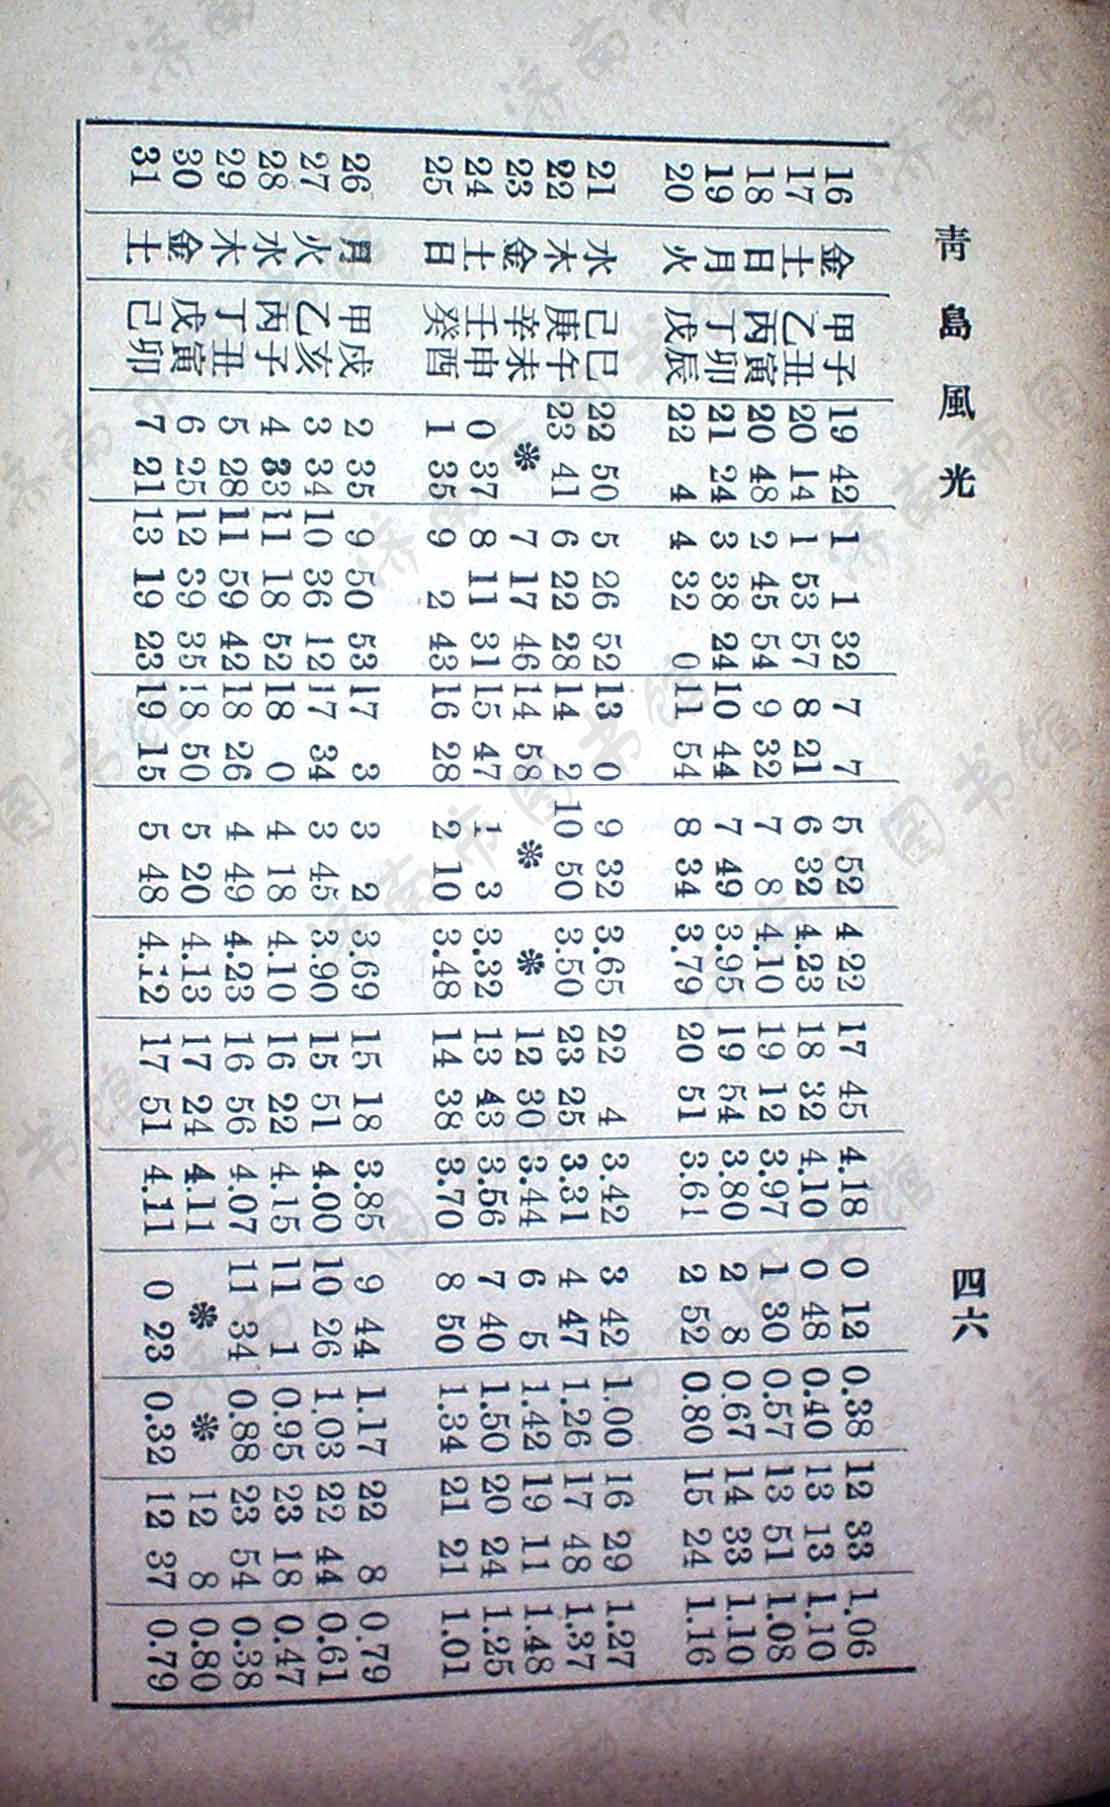 青島風光
四六
16 金 甲子 19 42 1 1 32 7 7 5 52 4.22 17 45 4.18 0 12 0.38 12 33 1.06
17 土 乙丑 20 14 1 53 57 8 21 6 32 4.23 18 32 4.10 0 48 0.40 13 13 1.10
18 日 丙寅 20 48 2 45 54 9 32 7 8 4.10 19 12 3.97 1 30 0.57 13 51 1.08
19 月 丁卯 21 24 3 38 24 10 44 7 49 3.95 19 54 3.80 2 8 0.67 14 33 1.10
20 火 戊辰 22 4 4 32 0 11 54 8 34 3.79 20 51 3.61 2 52 0.80 15 24 1.16
21 水 己巳 22 50 5 26 52 13 0 9 32 3.65 22 4 3.42 3 42 1.00 16 29 1.27
22 木 庚午 23 41 6 22 28 14 2 10 50 3.50 23 25 3.31 4 47 1.26 17 48 1.37
23 金 辛未 ※ 7 17 46 14 58 ※ ※ 12 30 3.44 6 5 1.42 19 11 1.48
24 土 壬申 0 37 8 11 31 15 47 1 3 3.32 13 43 3.56 7 40 1.50 20 24 1.25
25 日 癸酉 1 35 9 2 43 16 28 2 10 3.48 14 38 3.70 8 50 1.34 21 21 1.01
26 月 甲戌 2 35 9 50 53 17 3 3 2 3.69 15 18 3.85 9 44 1.17 22 8 0.79
27 火 乙亥 3 34 10 36 12 17 34 3 45 3.90 15 51 4.00 10 26 1.03 22 44 0.61
28 水 丙子 4 33 11 18 52 18 0 4 18 4.10 16 22 4.15 11 1 0.95 23 18 0.47
29 木 丁丑 5 28 11 59 42 18 26 4 49 4.23 16 56 4.07 11 34 0.88 23 54 0.38
30 金 戊寅 6 25 12 39 35 18 50 5 20 4.13 17 24 4.11 ※ ※ 12 8 0.80
31 土 己卯 7 21 13 19 23 19 15 5 48 4.12 17 51 4.11 0 23 0.32 12 37 0.79